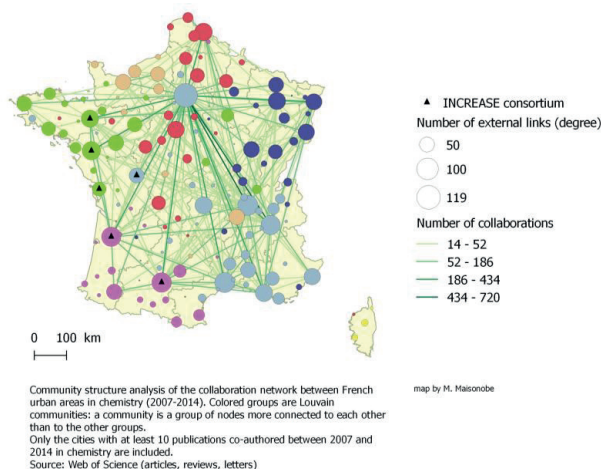 INCREASE consortium
Number of external links (degree)
50
100
119
Number of collaborations
14 - 52
52 - 186
186 - 434
434 - 720
0 100 km
Community structure analysis of the collaboration network between French
urban areas in chemistry (2007-2014). Colored groups are Louvain
communities: a community is a group of nodes more connected to each other
than to the other groups.
Only the cities with at least 10 publications co-authored between 2007 and
2014 in chemistry are included.
Source: Web of Science (articles, reviews, letters)
map by M. Maisonobe